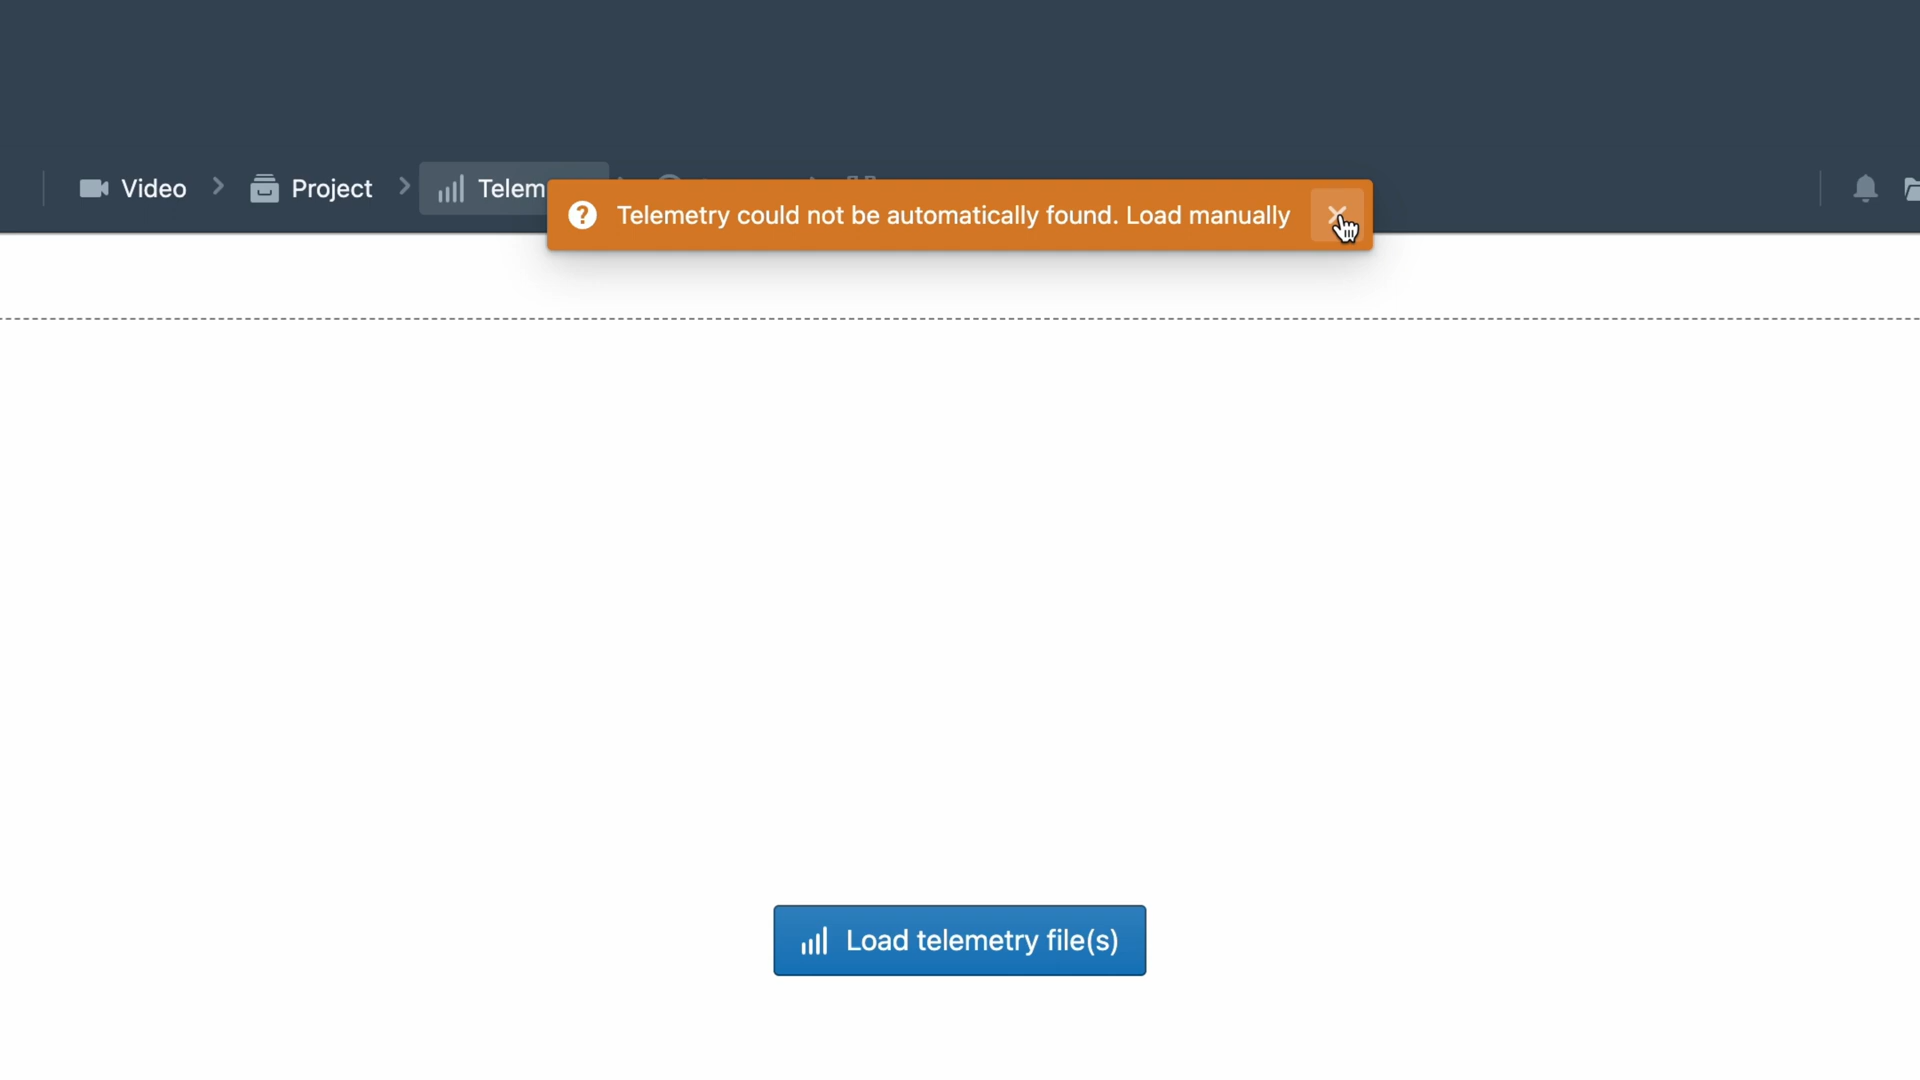 Video
Project
Telem
Telemetry could not be automatically found. Load manually
Load telemetry file(s)